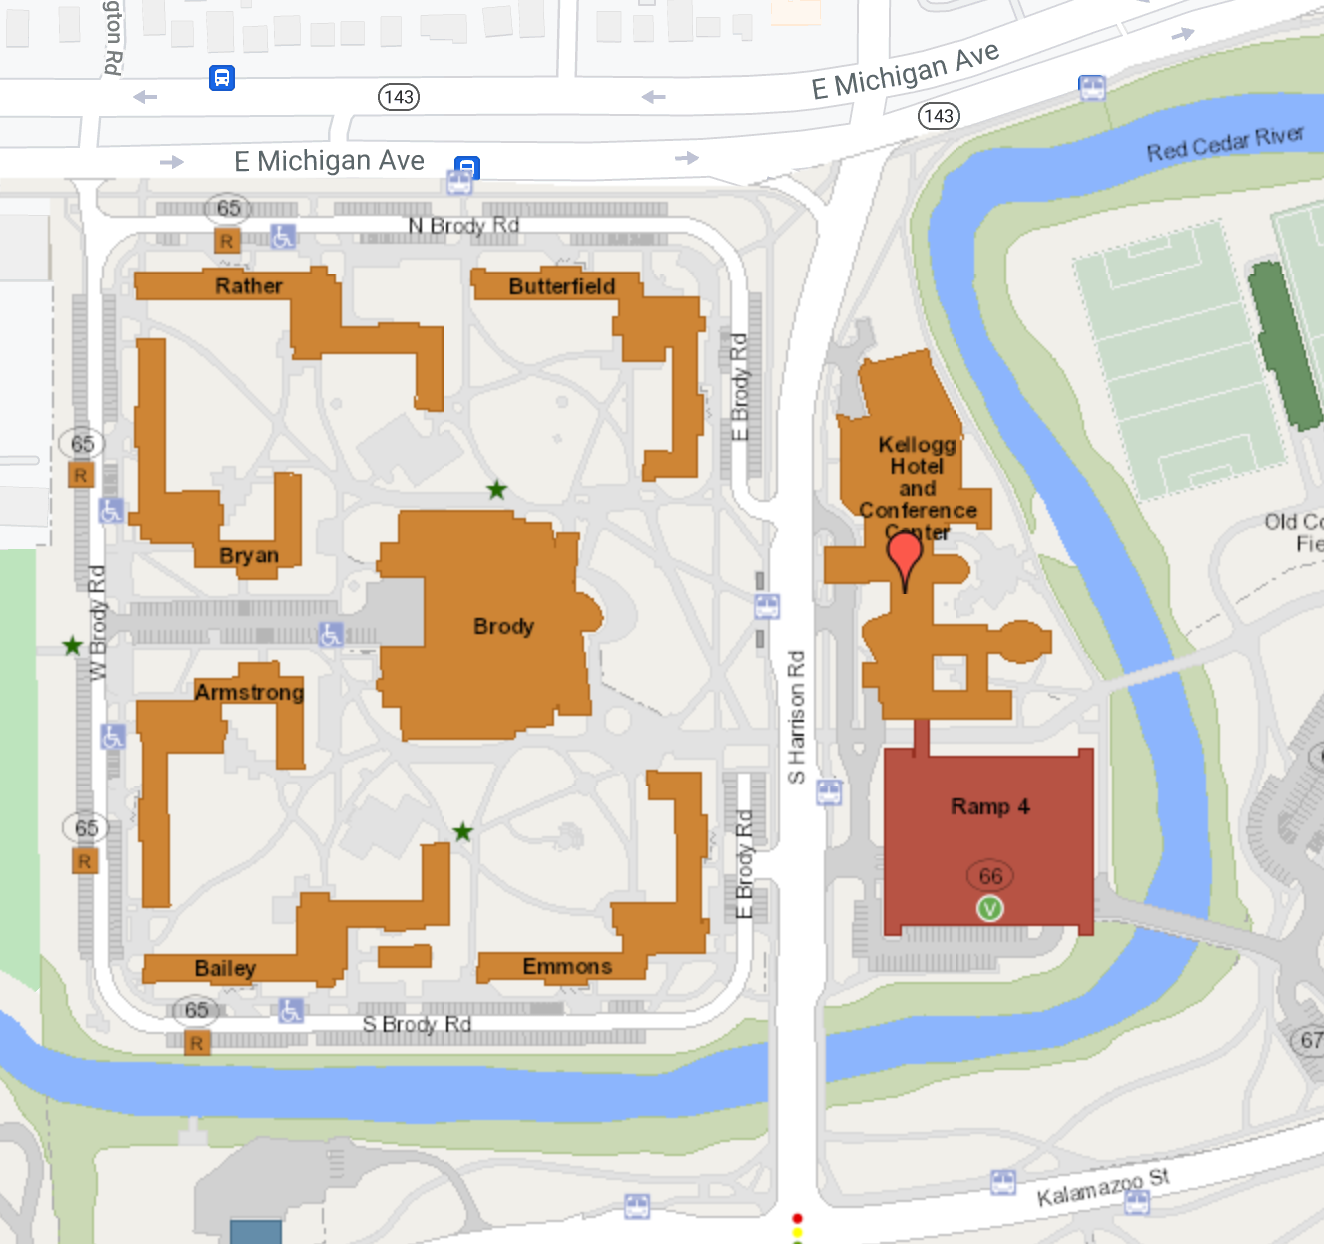 gton Rd
143
E Michigan Ave
143
E Michigan Ave
Red Cedar River
65
R
N Brody Rd
Rather
Butterfield
E Brody Rd
65
R
Kellogg
Hotel
and
Conference
Center
Old Co
Fie
Bryan
W Brody Rd
Brody
Armstrong
S Harrison Rd
Ramp 4
66
V
65
R
E Brody Rd
Bailey
Emmons
65
R
S Brody Rd
67
Kalamazoo St